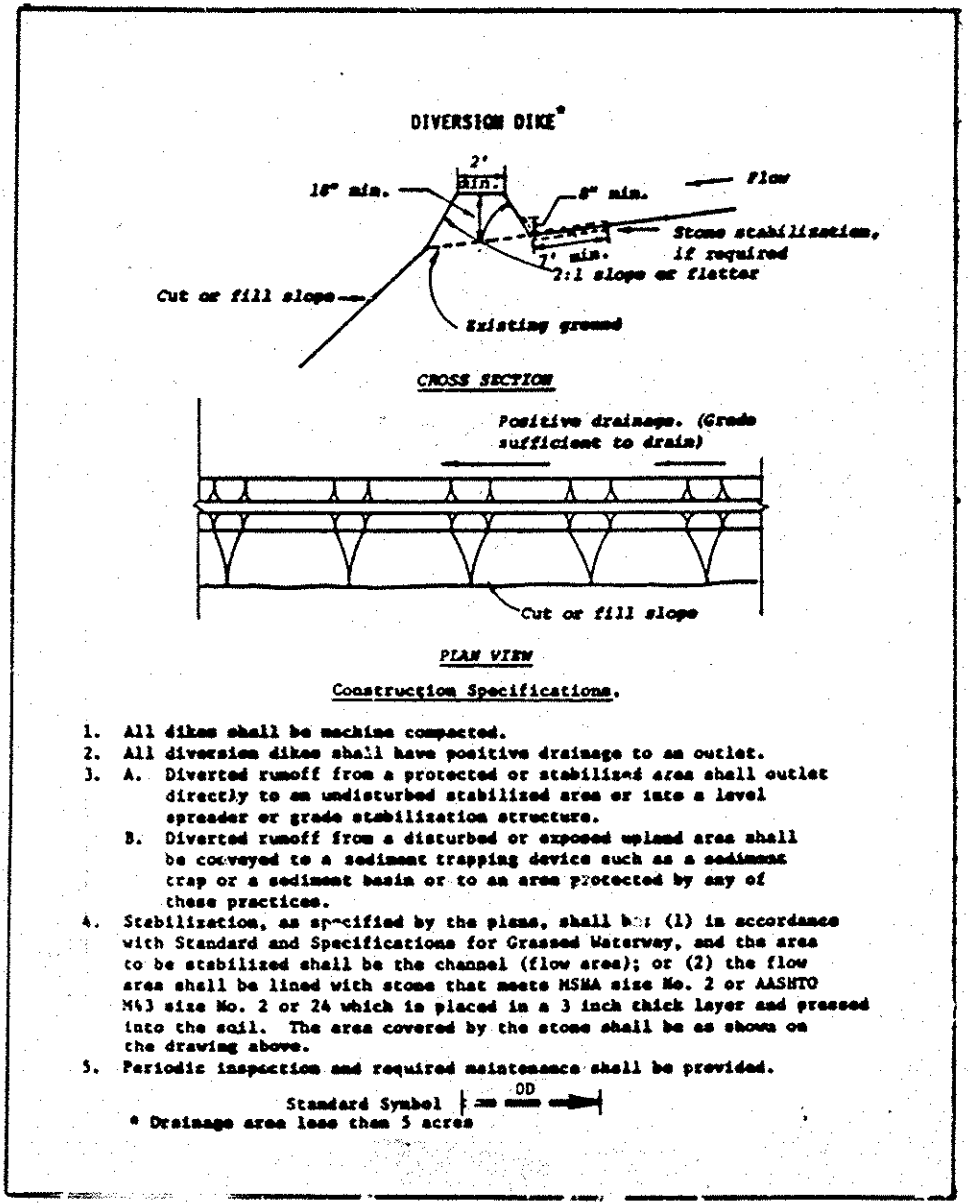 DIVERSION DIKE*
2'
min.
18" min.
8" min.
Flow
Stone stabilization,
if required
7' min.
2:1 slope or flatter
Cut or fill slope
Existing ground
CROSS SECTION
Positive drainage. (Grade
sufficient to drain)
Cut or fill slope
PLAN VIEW
Construction Specifications.
1. All dikes shall be machine compacted.
2. All diversion dikes shall have positive drainage to an outlet.
3. A. Diverted runoff from a protected or stabilized area shall outlet
directly to an undisturbed stabilized area or into a level
spreader or grade stabilization structure.
B. Diverted runoff from a disturbed or exposed upland area shall
be conveyed to a sediment trapping device such as a sediment
trap or a sediment basin or to an area protected by any of
these practices.
4. Stabilization, as specified by the plans, shall be: (1) in accordance
with Standard and Specifications for Grassed Waterway, and the area
to be stabilized shall be the channel (flow area); or (2) the flow
area shall be lined with stone that meets MSHA size No. 2 or AASHTO
M43 size No. 2 or 24 which is placed in a 3 inch thick layer and pressed
into the soil. The area covered by the stone shall be as shown on
the drawing above.
5. Periodic inspection and required maintenance shall be provided.
DD
Standard Symbol
* Drainage area less than 5 acres